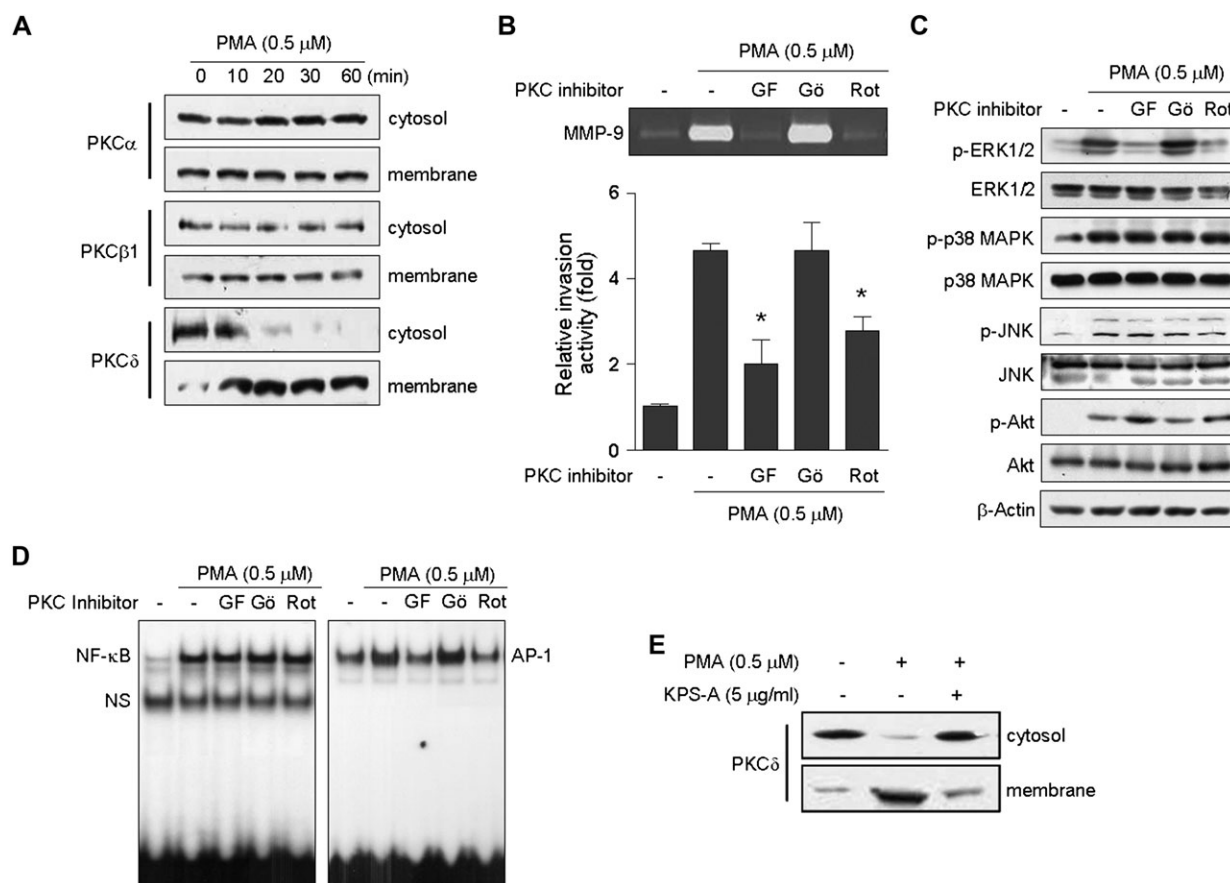 A
PMA (0.5 μM)
0 10 20 30 60 (min)
PKCα
cytosol
membrane
PKCβ1
cytosol
membrane
PKCδ
cytosol
membrane
B
PMA (0.5 μM)
PKC inhibitor - - GF Gö Rot
MMP-9
Relative invasion
activity (fold)
6
4
2
0
*
*
PKC inhibitor - - GF Gö Rot
PMA (0.5 μM)
C
PMA (0.5 μM)
PKC inhibitor - - GF Gö Rot
p-ERK1/2
ERK1/2
p-p38 MAPK
p38 MAPK
p-JNK
JNK
p-Akt
Akt
β-Actin
D
PMA (0.5 μM)
PMA (0.5 μM)
PKC Inhibitor - - GF Gö Rot - - GF Gö Rot
NF-κB
AP-1
NS
E
PMA (0.5 μM) - + +
KPS-A (5 μg/ml) - - +
PKCδ
cytosol
membrane